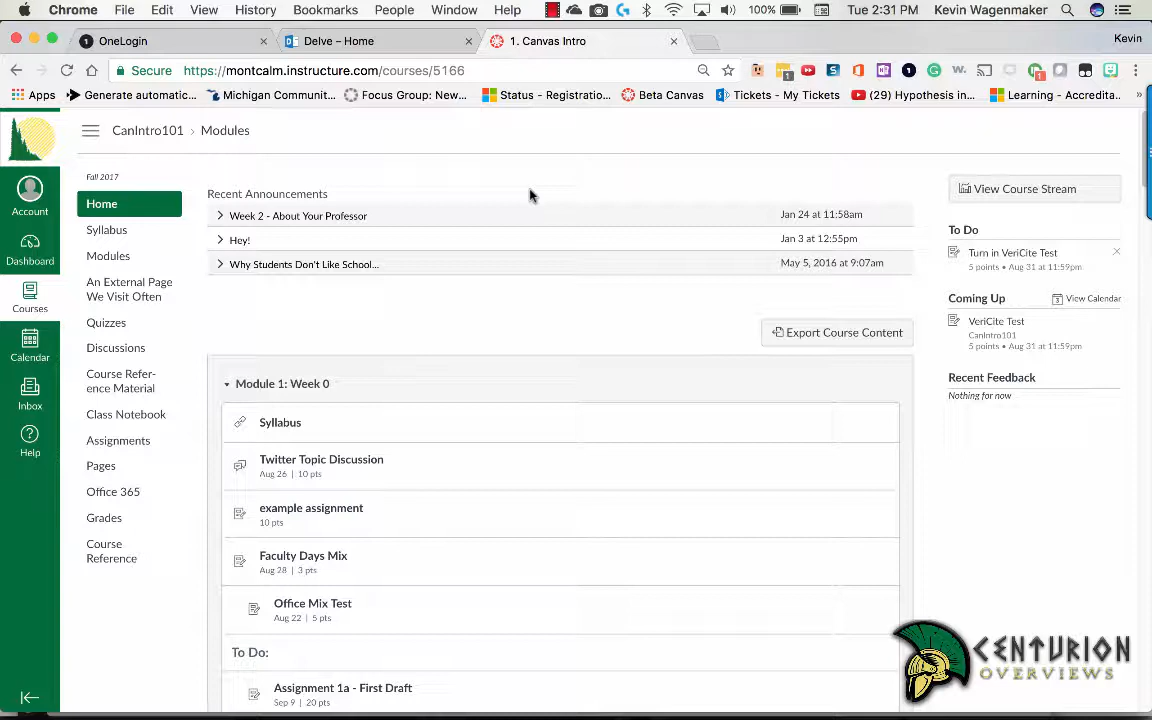 Chrome File Edit View History Bookmarks People Window Help 100% Tue 2:31 PM Kevin Wagenmaker
OneLogin
Delve – Home
1. Canvas Intro
Kevin
Secure https://montcalm.instructure.com/courses/5166
Apps Generate automatic... Michigan Communit... Focus Group: New... Status - Registratio... Beta Canvas Tickets - My Tickets (29) Hypothesis in... Learning - Accredita.. »
CanIntro101 › Modules
Fall 2017
Home
Syllabus
Modules
An External Page
We Visit Often
Quizzes
Discussions
Course Refer-
ence Material
Class Notebook
Assignments
Pages
Office 365
Grades
Course
Reference
Account
Dashboard
Courses
Calendar
Inbox
Help
Recent Announcements
Week 2 - About Your Professor Jan 24 at 11:58am
Hey! Jan 3 at 12:55pm
Why Students Don't Like School... May 5, 2016 at 9:07am
Export Course Content
Module 1: Week 0
Syllabus
Twitter Topic Discussion
Aug 26 | 10 pts
example assignment
10 pts
Faculty Days Mix
Aug 28 | 3 pts
Office Mix Test
Aug 22 | 5 pts
To Do:
Assignment 1a - First Draft
Sep 9 | 20 pts
View Course Stream
To Do
Turn in VeriCite Test
5 points • Aug 31 at 11:59pm
Coming Up View Calendar
VeriCite Test
CanIntro101
5 points • Aug 31 at 11:59pm
Recent Feedback
Nothing for now
CENTURION
OVERVIEWS